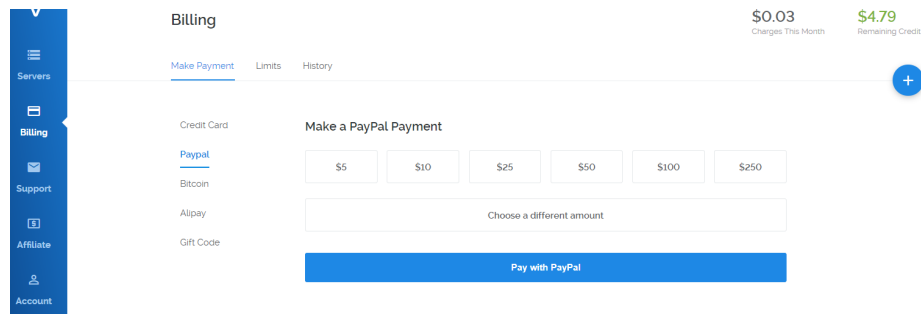 Billing
$0.03
Charges This Month
$4.79
Remaining Credit
Make Payment
Limits
History
Servers
Billing
Support
Affiliate
Account
Credit Card
Paypal
Bitcoin
Alipay
Gift Code
Make a PayPal Payment
$5
$10
$25
$50
$100
$250
Choose a different amount
Pay with PayPal